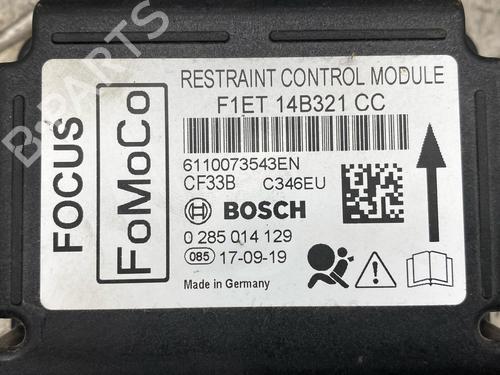 B-PARTS
FOCUS
FoMoCo
RESTRAINT CONTROL MODULE
F1ET 14B321 CC
6110073543EN
CF33B C346EU
BOSCH
0 285 014 129
085 17-09-19
Made in Germany